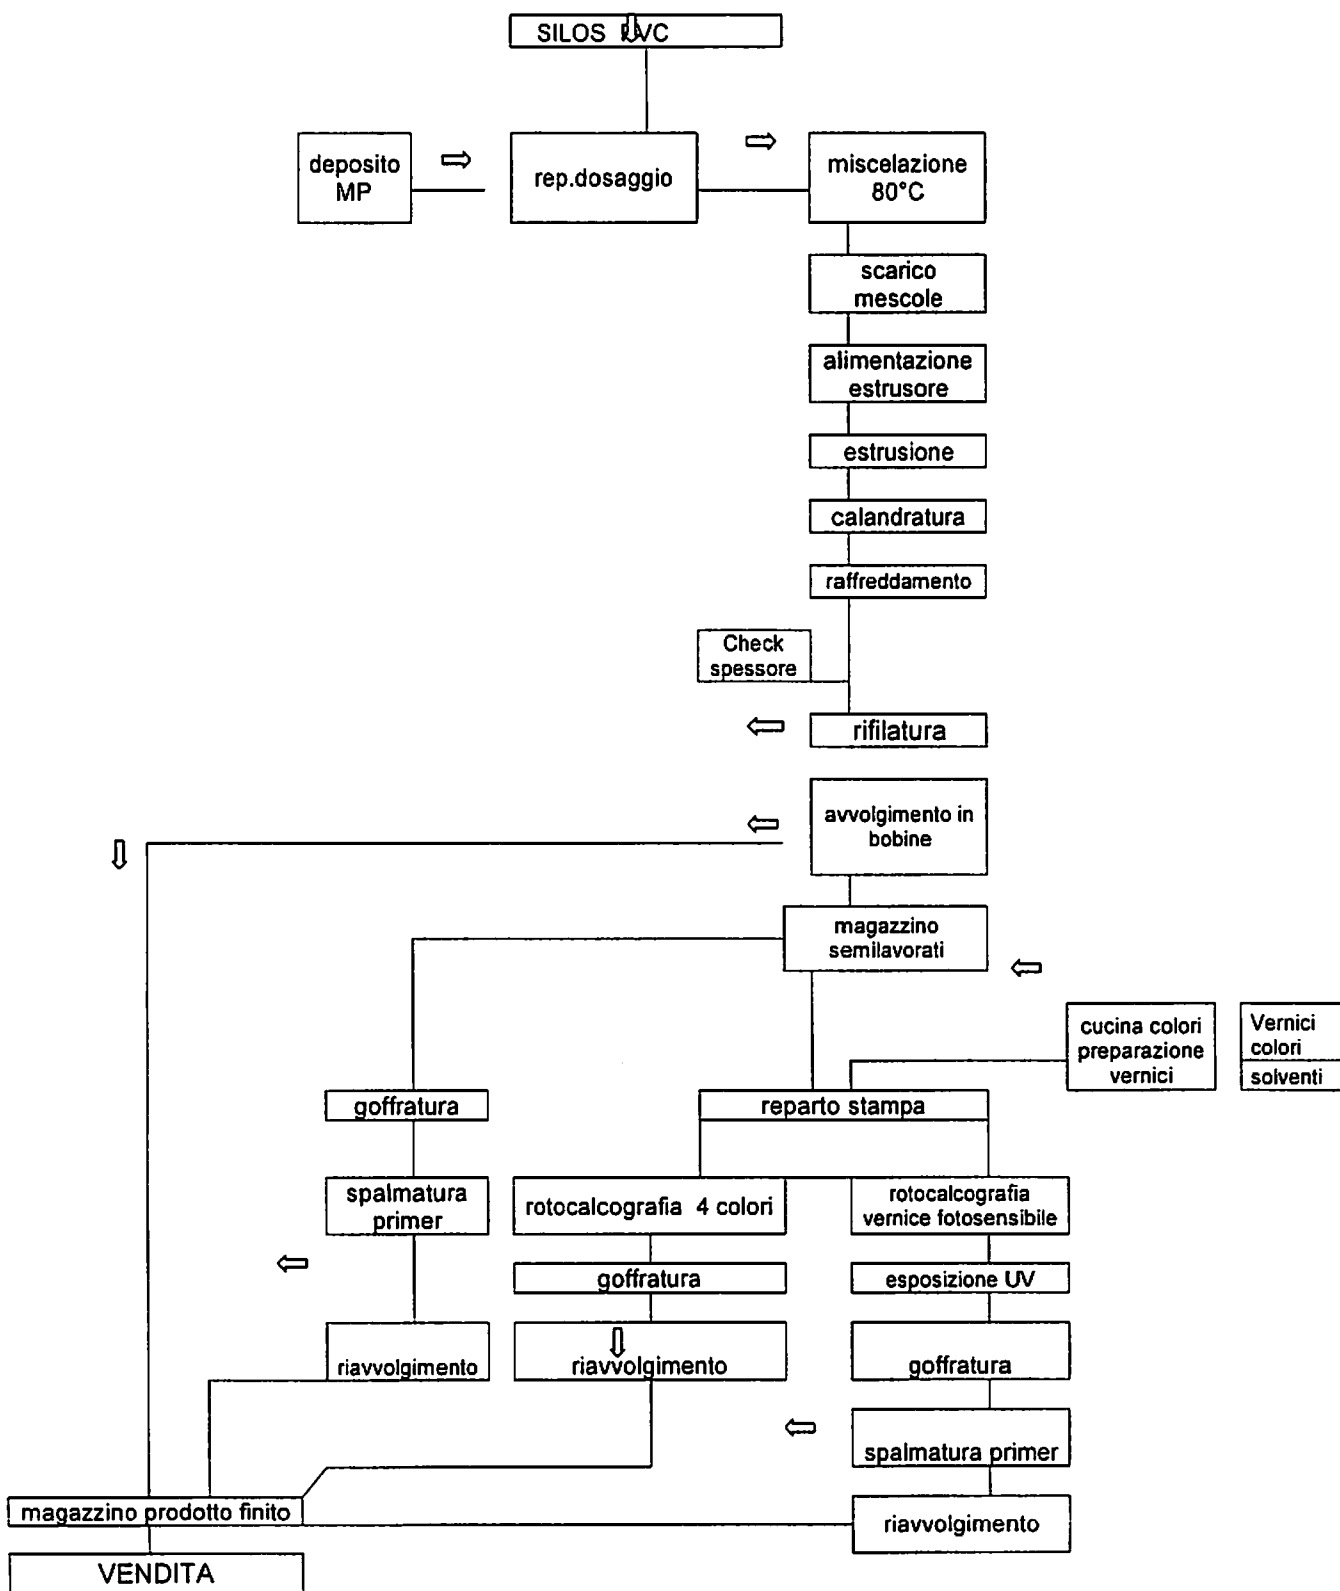 SILOS PVC
deposito
MP
rep.dosaggio
miscelazione
80°C
scarico
mescole
alimentazione
estrusore
estrusione
calandratura
raffreddamento
Check
spessore
rifilatura
avvolgimento in
bobine
magazzino
semilavorati
cucina colori
preparazione
vernici
Vernici
colori
solventi
goffratura
reparto stampa
spalmatura
primer
rotocalcografia 4 colori
rotocalcografia
vernice fotosensibile
goffratura
esposizione UV
riavvolgimento
riavvolgimento
goffratura
spalmatura primer
magazzino prodotto finito
riavvolgimento
VENDITA